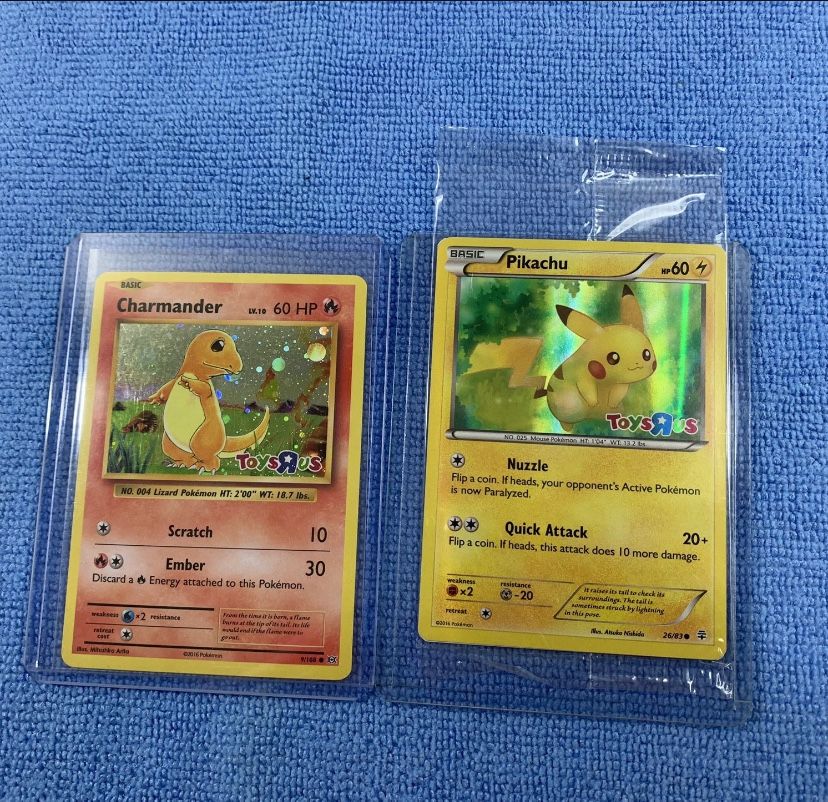 BASIC
Charmander LV.10 60 HP
TOYSRUS
NO. 004 Lizard Pokémon HT: 2'00" WT: 18.7 lbs.
Scratch 10
Ember 30
Discard a Energy attached to this Pokémon.
weakness ×2 resistance
retreat cost
From the time it is born, a flame
burns at the tip of its tail. Its life
would end if the flame were to
go out.
Illus. Mitsuhiro Arita
©2016 Pokémon
9/108
BASIC Pikachu HP60
TOYSRUS
NO. 025 Mouse Pokémon HT: 1'04" WT: 13.2 lbs.
Nuzzle
Flip a coin. If heads, your opponent's Active Pokémon
is now Paralyzed.
Quick Attack 20+
Flip a coin. If heads, this attack does 10 more damage.
weakness resistance
×2 -20
retreat
It raises its tail to check its
surroundings. The tail is
sometimes struck by lightning
in this pose.
Illus. Atsuko Nishida
©2016 Pokémon
26/83